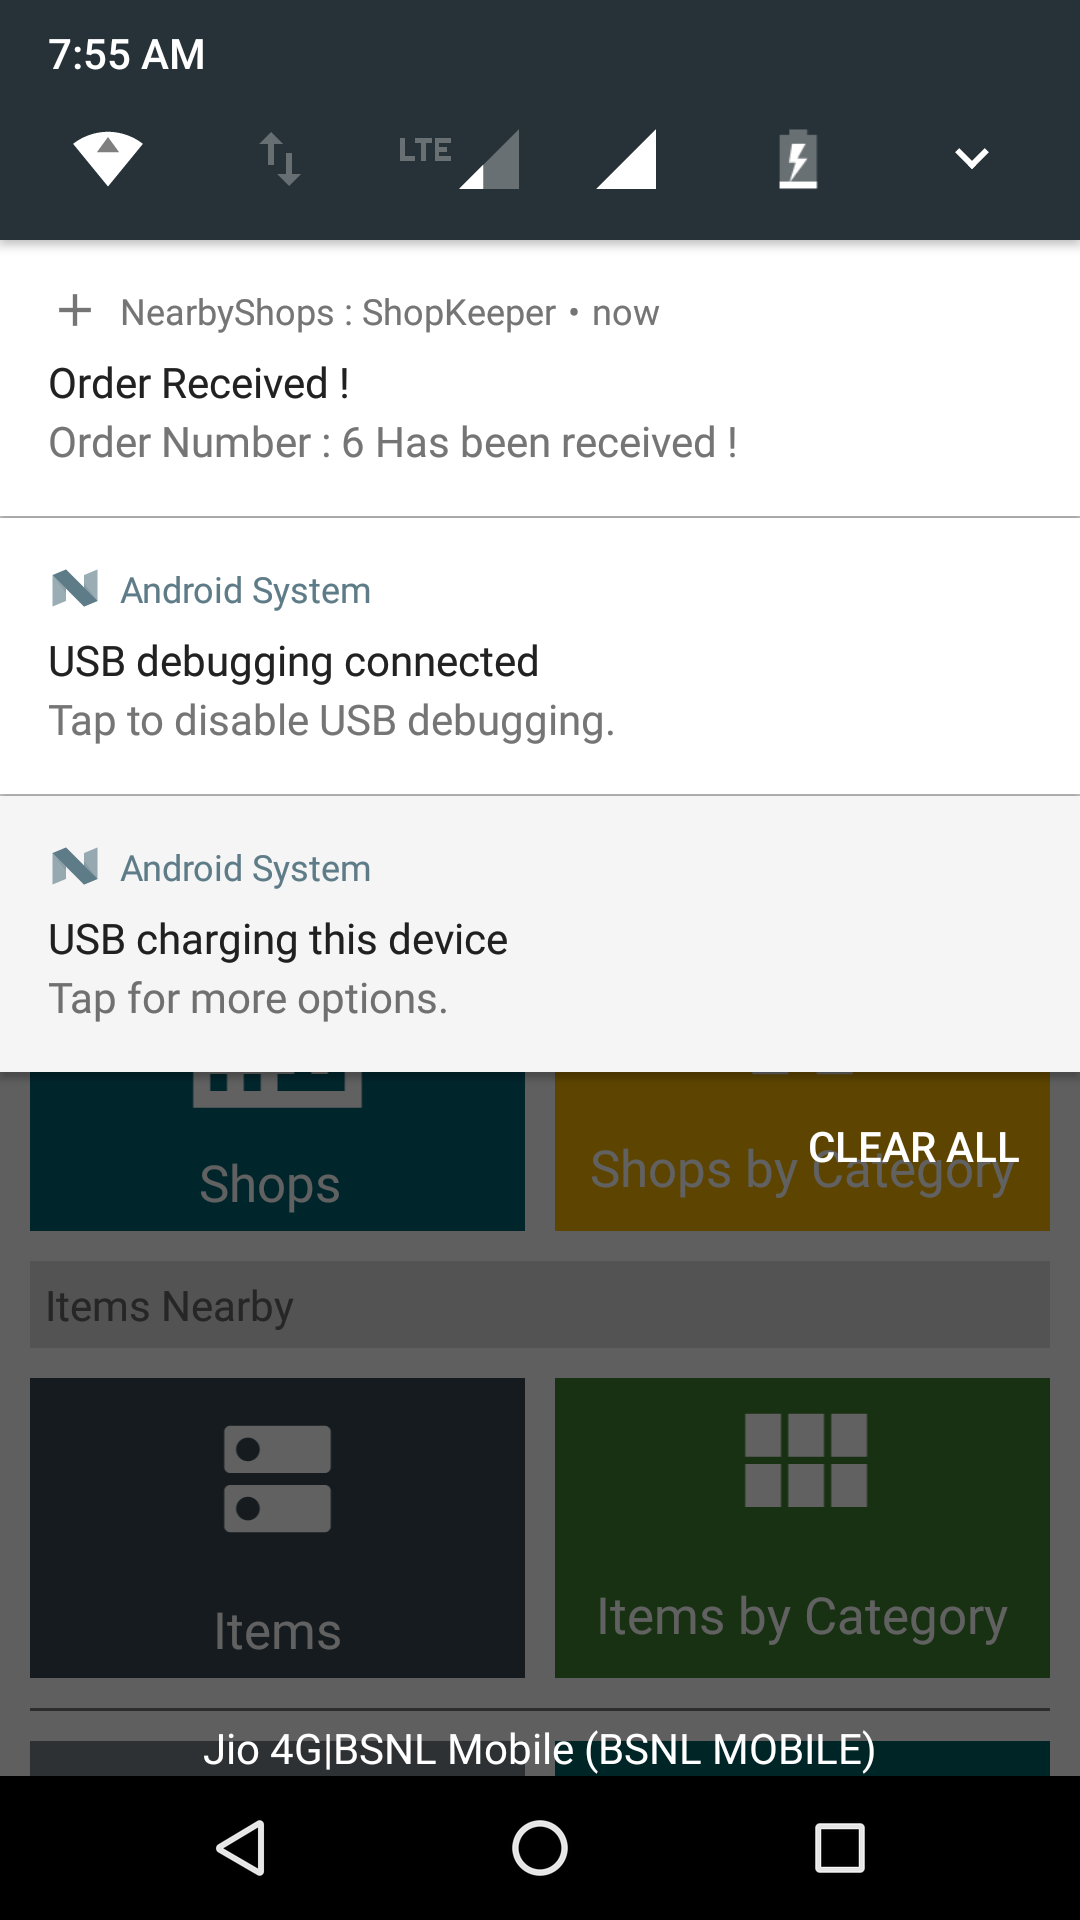 7:55 AM
LTE
NearbyShops : ShopKeeper • now
Order Received !
Order Number : 6 Has been received !
Android System
USB debugging connected
Tap to disable USB debugging.
Android System
USB charging this device
Tap for more options.
CLEAR ALL
Shops
Shops by Category
Items Nearby
Items
Items by Category
Jio 4G|BSNL Mobile (BSNL MOBILE)